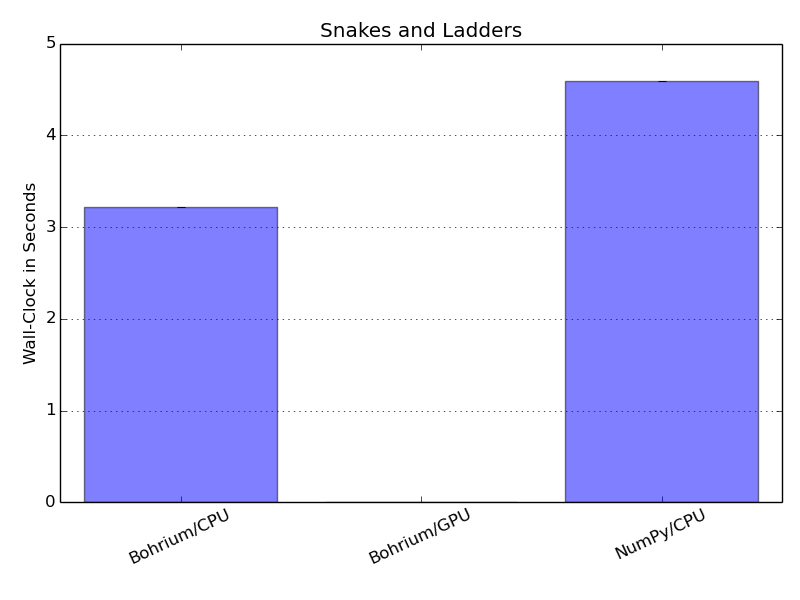 Snakes and Ladders
5
4
3
2
1
0
Wall-Clock in Seconds
Bohrium/CPU
Bohrium/GPU
NumPy/CPU